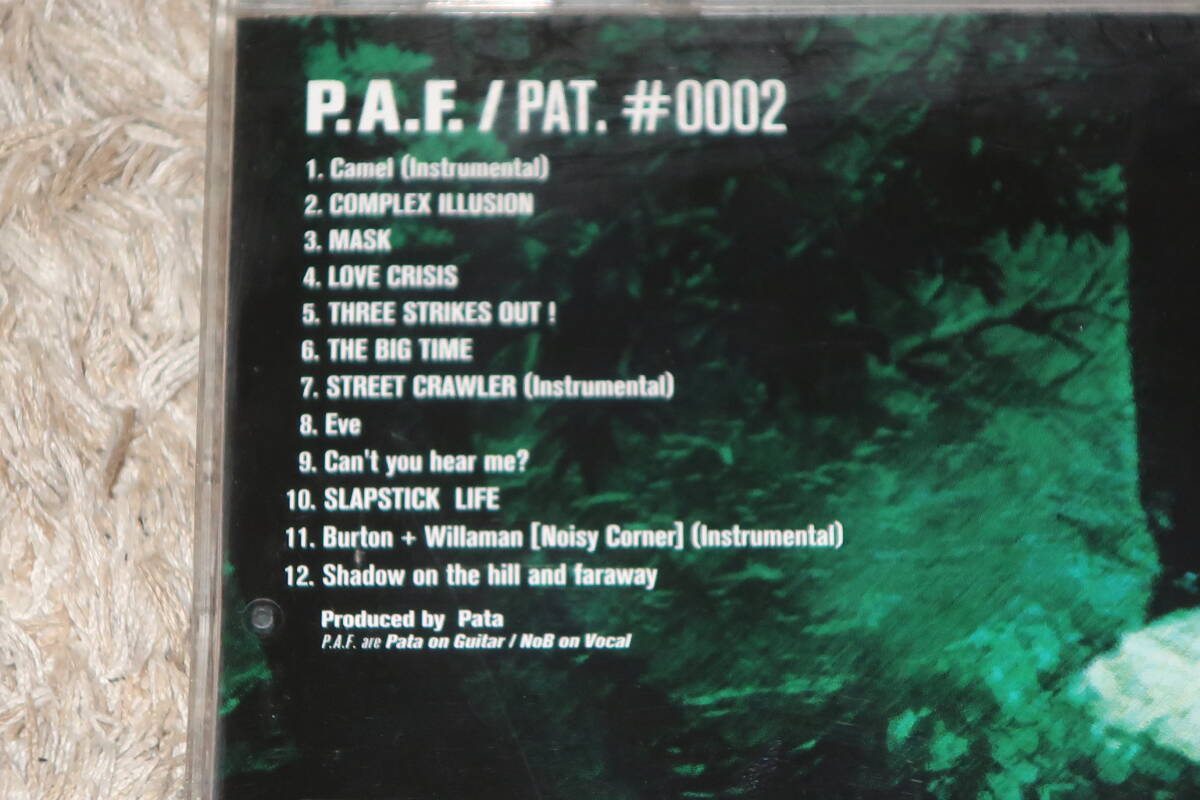 P.A.F. / PAT. #0002
1. Camel (Instrumental)
2. COMPLEX ILLUSION
3. MASK
4. LOVE CRISIS
5. THREE STRIKES OUT !
6. THE BIG TIME
7. STREET CRAWLER (Instrumental)
8. Eve
9. Can't you hear me?
10. SLAPSTICK LIFE
11. Burton + Willaman [Noisy Corner] (Instrumental)
12. Shadow on the hill and faraway
Produced by Pata
P.A.F. are Pata on Guitar / NoB on Vocal